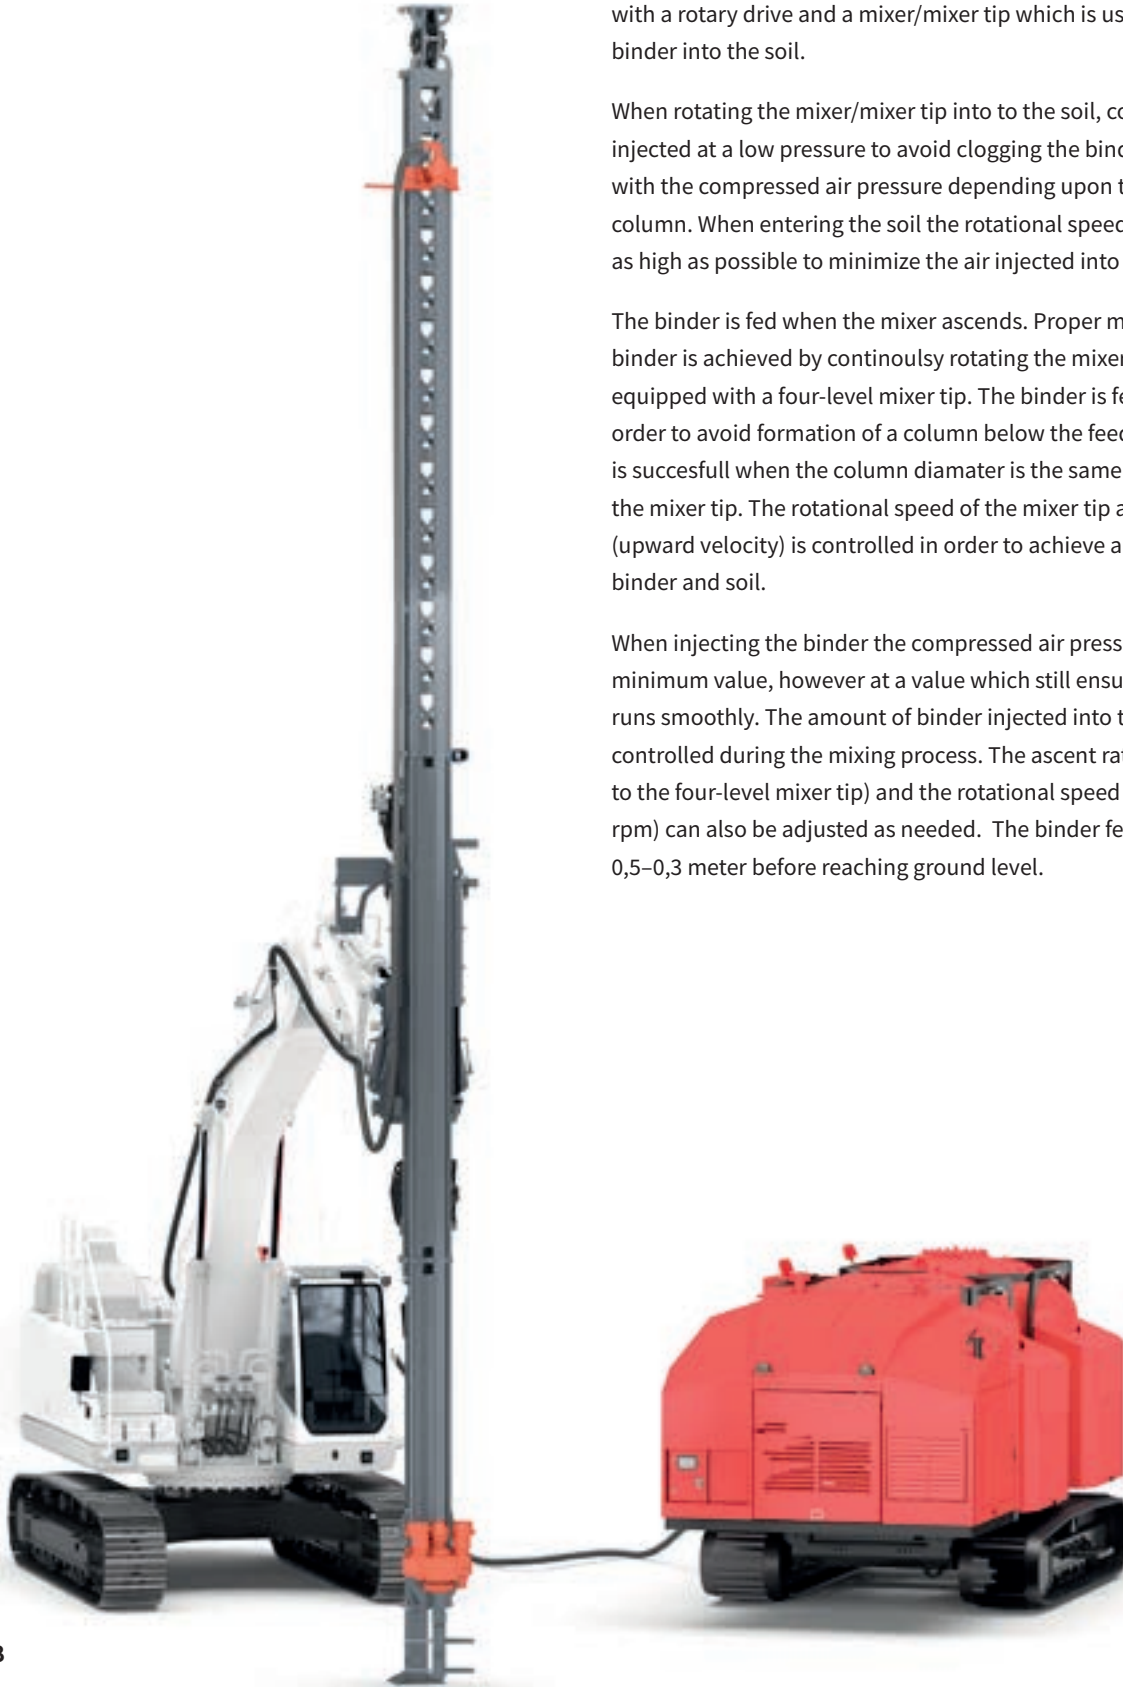 with a rotary drive and a mixer/mixer tip which is us
binder into the soil.
When rotating the mixer/mixer tip into to the soil, co
injected at a low pressure to avoid clogging the bind
with the compressed air pressure depending upon t
column. When entering the soil the rotational speed
as high as possible to minimize the air injected into
The binder is fed when the mixer ascends. Proper m
binder is achieved by continoulsy rotating the mixer
equipped with a four-level mixer tip. The binder is fe
order to avoid formation of a column below the feed
is succesfull when the column diamater is the same
the mixer tip. The rotational speed of the mixer tip a
(upward velocity) is controlled in order to achieve a
binder and soil.
When injecting the binder the compressed air press
minimum value, however at a value which still ensu
runs smoothly. The amount of binder injected into t
controlled during the mixing process. The ascent rat
to the four-level mixer tip) and the rotational speed
rpm) can also be adjusted as needed.  The binder fe
0,5–0,3 meter before reaching ground level.
3